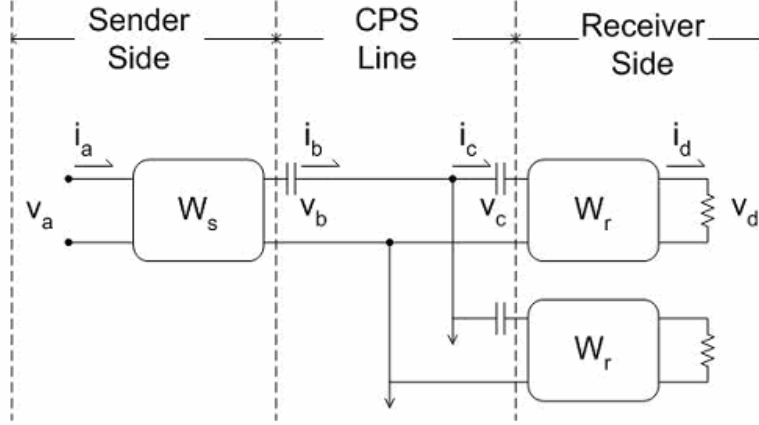 Sender
Side
CPS
Line
Receiver
Side
i_a
i_b
i_c
i_d
v_a
W_s
v_b
v_c
W_r
v_d
W_r